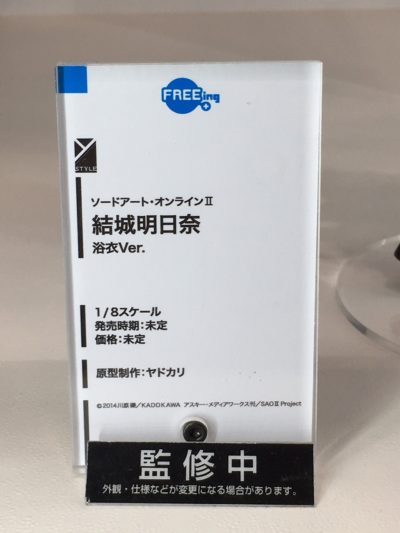 FREEing
Y
STYLE
ソードアート・オンラインⅡ
結城明日奈
浴衣Ver.
1/8スケール
発売時期:未定
価格:未定
原型制作:ヤドカリ
©2014川原 礫/KADOKAWA アスキー・メディアワークス刊/SAOⅡ Project
監修中
外観・仕様などが変更になる場合があります。